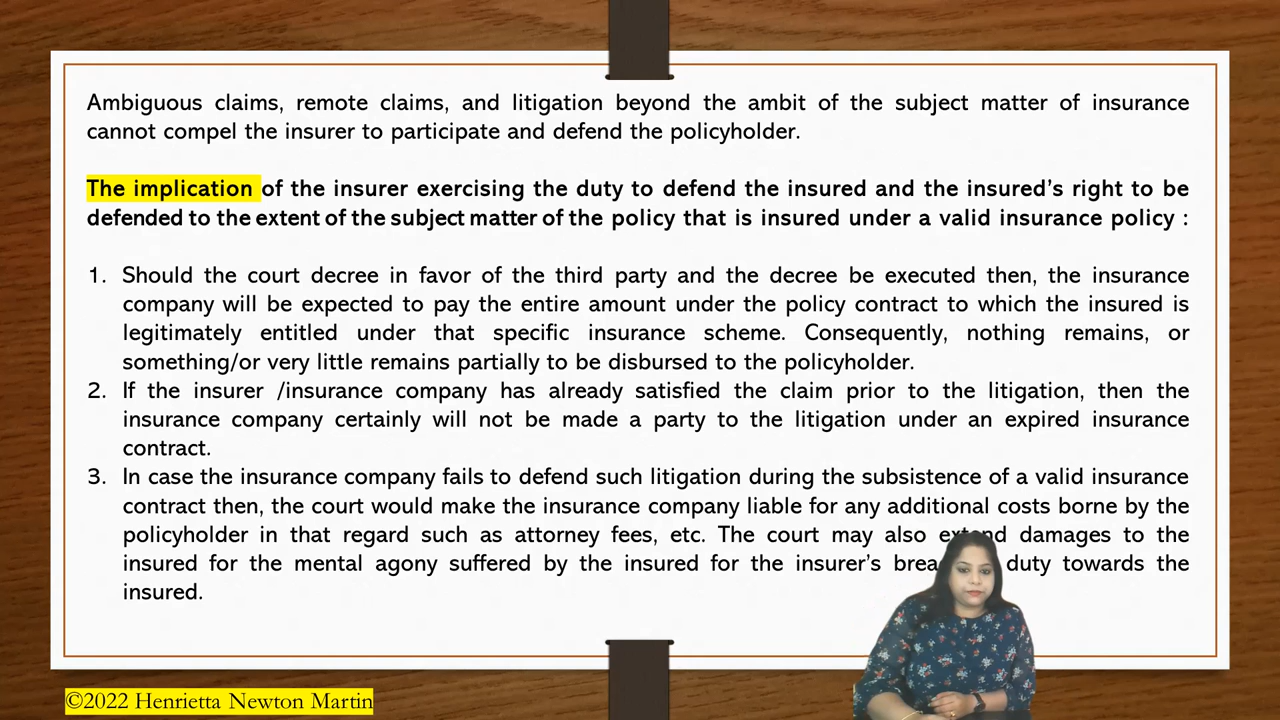 Ambiguous claims, remote claims, and litigation beyond the ambit of the subject matter of insurance
cannot compel the insurer to participate and defend the policyholder.
The implication of the insurer exercising the duty to defend the insured and the insured’s right to be
defended to the extent of the subject matter of the policy that is insured under a valid insurance policy :
1. Should the court decree in favor of the third party and the decree be executed then, the insurance
company will be expected to pay the entire amount under the policy contract to which the insured is
legitimately entitled under that specific insurance scheme. Consequently, nothing remains, or
something/or very little remains partially to be disbursed to the policyholder.
2. If the insurer /insurance company has already satisfied the claim prior to the litigation, then the
insurance company certainly will not be made a party to the litigation under an expired insurance
contract.
3. In case the insurance company fails to defend such litigation during the subsistence of a valid insurance
contract then, the court would make the insurance company liable for any additional costs borne by the
policyholder in that regard such as attorney fees, etc. The court may also extend damages to the
insured for the mental agony suffered by the insured for the insurer’s duty towards the
insured.
©2022 Henrietta Newton Martin